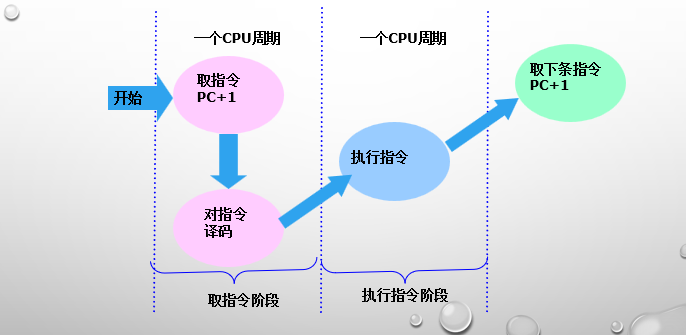 一个CPU周期
一个CPU周期
取指令
PC+1
取下条指令
PC+1
开始
执行指令
对指令
译码
取指令阶段
执行指令阶段